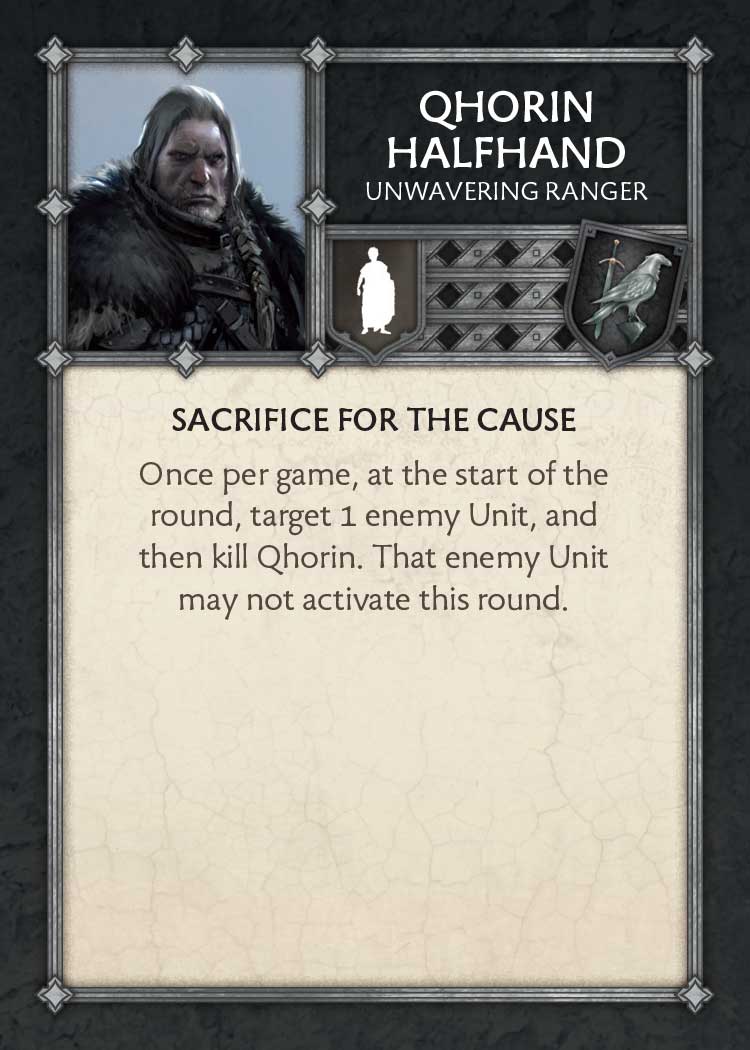 QHORIN
HALFHAND
UNWAVERING RANGER
SACRIFICE FOR THE CAUSE
Once per game, at the start of the
round, target 1 enemy Unit, and
then kill Qhorin. That enemy Unit
may not activate this round.